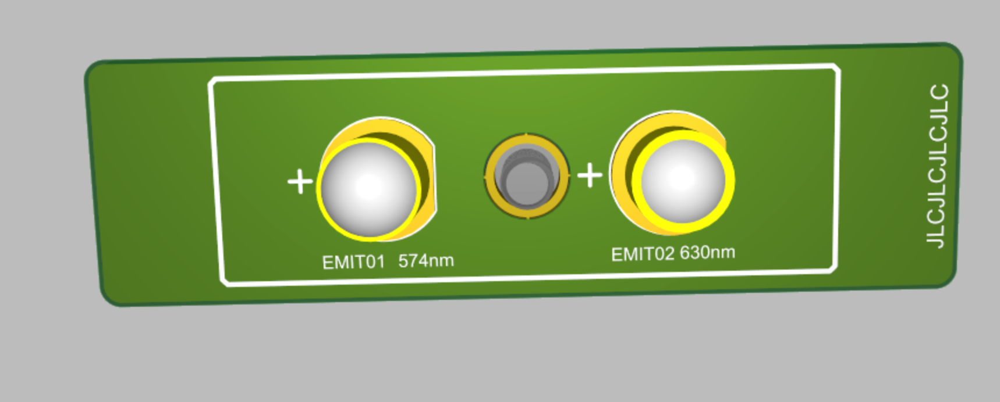 +
+
EMIT01 574nm
EMIT02 630nm
JLCJLCJLCJLC